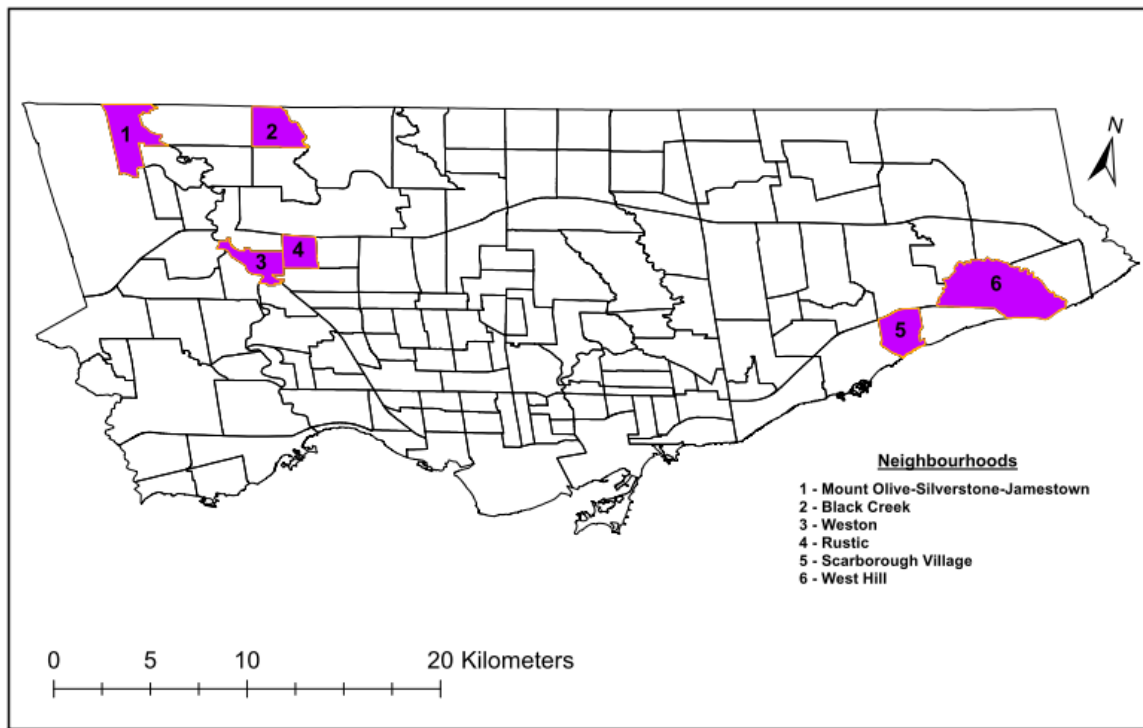 N
1
2
3
4
5
6
Neighbourhoods
1 - Mount Olive-Silverstone-Jamestown
2 - Black Creek
3 - Weston
4 - Rustic
5 - Scarborough Village
6 - West Hill
0 5 10 20 Kilometers